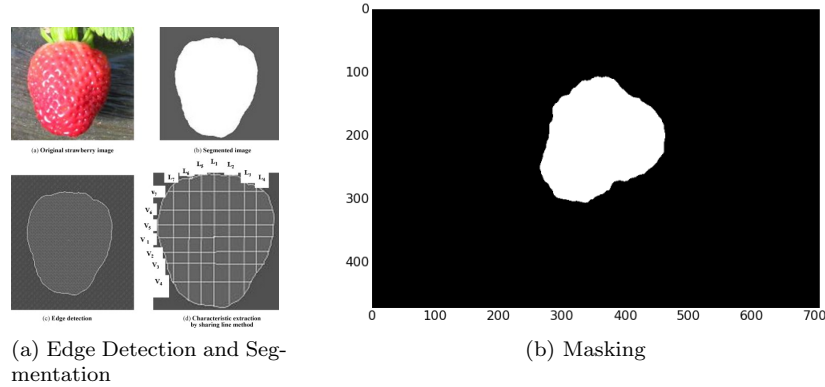 (a) Original strawberry image
(b) Segmented image
L7 L6 L5 L1 L2 L3 L4
V7
V6
V5
V1
V2
V3
V4
(c) Edge detection
(d) Characteristic extraction
by sharing line method
(a) Edge Detection and Seg-
mentation
0
100
200
300
400
0 100 200 300 400 500 600 700
(b) Masking